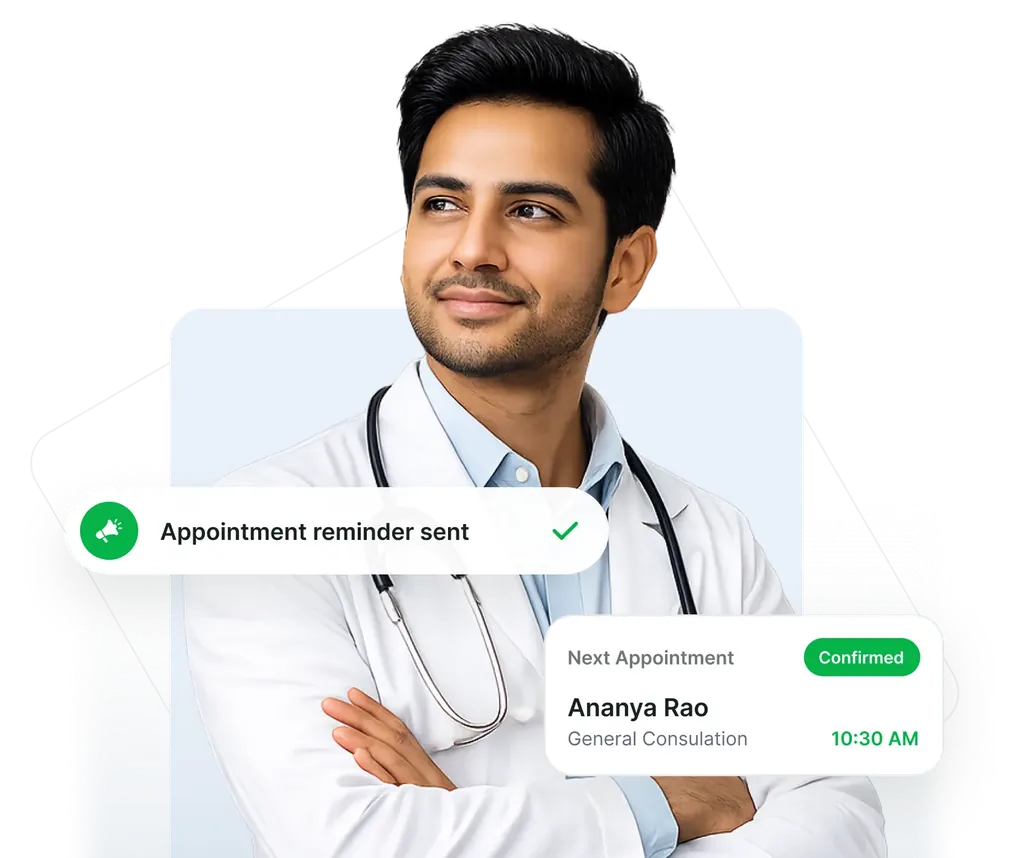 Appointment reminder sent
Next Appointment
Confirmed
Ananya Rao
General Consulation
10:30 AM